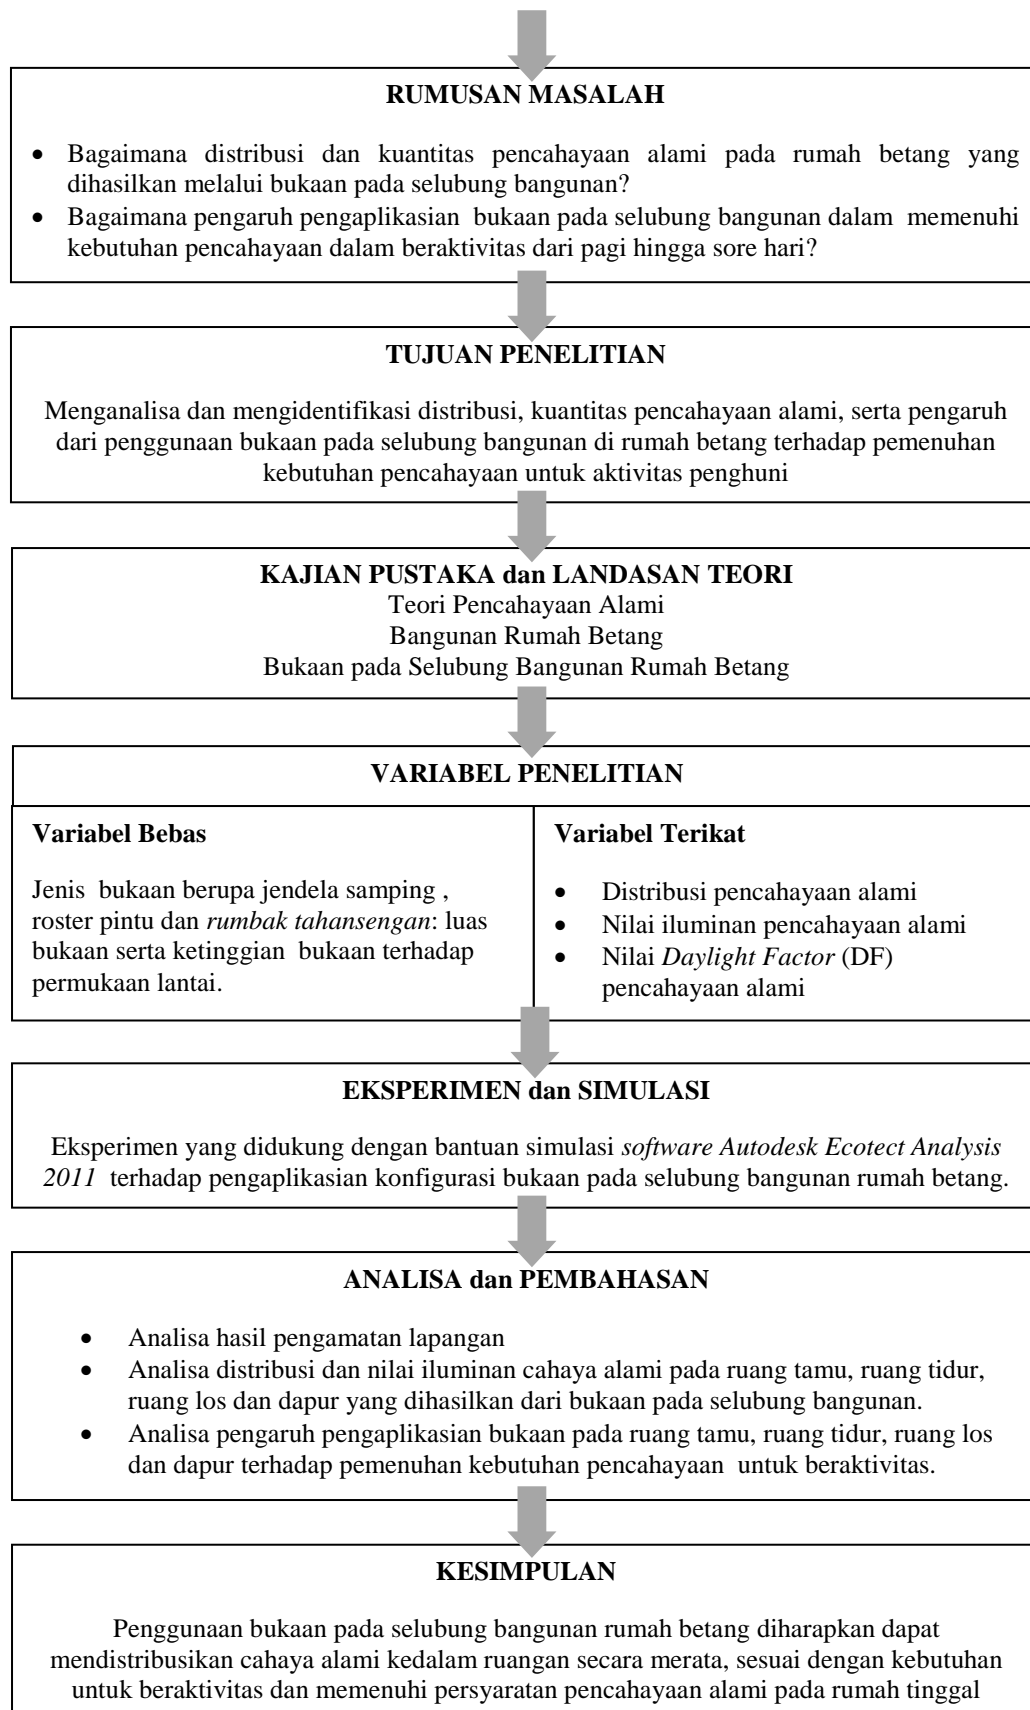 RUMUSAN MASALAH
• Bagaimana distribusi dan kuantitas pencahayaan alami pada rumah betang yang
dihasilkan melalui bukaan pada selubung bangunan?
• Bagaimana pengaruh pengaplikasian bukaan pada selubung bangunan dalam memenuhi
kebutuhan pencahayaan dalam beraktivitas dari pagi hingga sore hari?
TUJUAN PENELITIAN
Menganalisa dan mengidentifikasi distribusi, kuantitas pencahayaan alami, serta pengaruh
dari penggunaan bukaan pada selubung bangunan di rumah betang terhadap pemenuhan
kebutuhan pencahayaan untuk aktivitas penghuni
KAJIAN PUSTAKA dan LANDASAN TEORI
Teori Pencahayaan Alami
Bangunan Rumah Betang
Bukaan pada Selubung Bangunan Rumah Betang
VARIABEL PENELITIAN
Variabel Bebas
Jenis bukaan berupa jendela samping ,
roster pintu dan rumbak tahansengan: luas
bukaan serta ketinggian bukaan terhadap
permukaan lantai.
Variabel Terikat
• Distribusi pencahayaan alami
• Nilai iluminan pencahayaan alami
• Nilai Daylight Factor (DF)
pencahayaan alami
EKSPERIMEN dan SIMULASI
Eksperimen yang didukung dengan bantuan simulasi software Autodesk Ecotect Analysis
2011 terhadap pengaplikasian konfigurasi bukaan pada selubung bangunan rumah betang.
ANALISA dan PEMBAHASAN
• Analisa hasil pengamatan lapangan
• Analisa distribusi dan nilai iluminan cahaya alami pada ruang tamu, ruang tidur,
ruang los dan dapur yang dihasilkan dari bukaan pada selubung bangunan.
• Analisa pengaruh pengaplikasian bukaan pada ruang tamu, ruang tidur, ruang los
dan dapur terhadap pemenuhan kebutuhan pencahayaan untuk beraktivitas.
KESIMPULAN
Penggunaan bukaan pada selubung bangunan rumah betang diharapkan dapat
mendistribusikan cahaya alami kedalam ruangan secara merata, sesuai dengan kebutuhan
untuk beraktivitas dan memenuhi persyaratan pencahayaan alami pada rumah tinggal